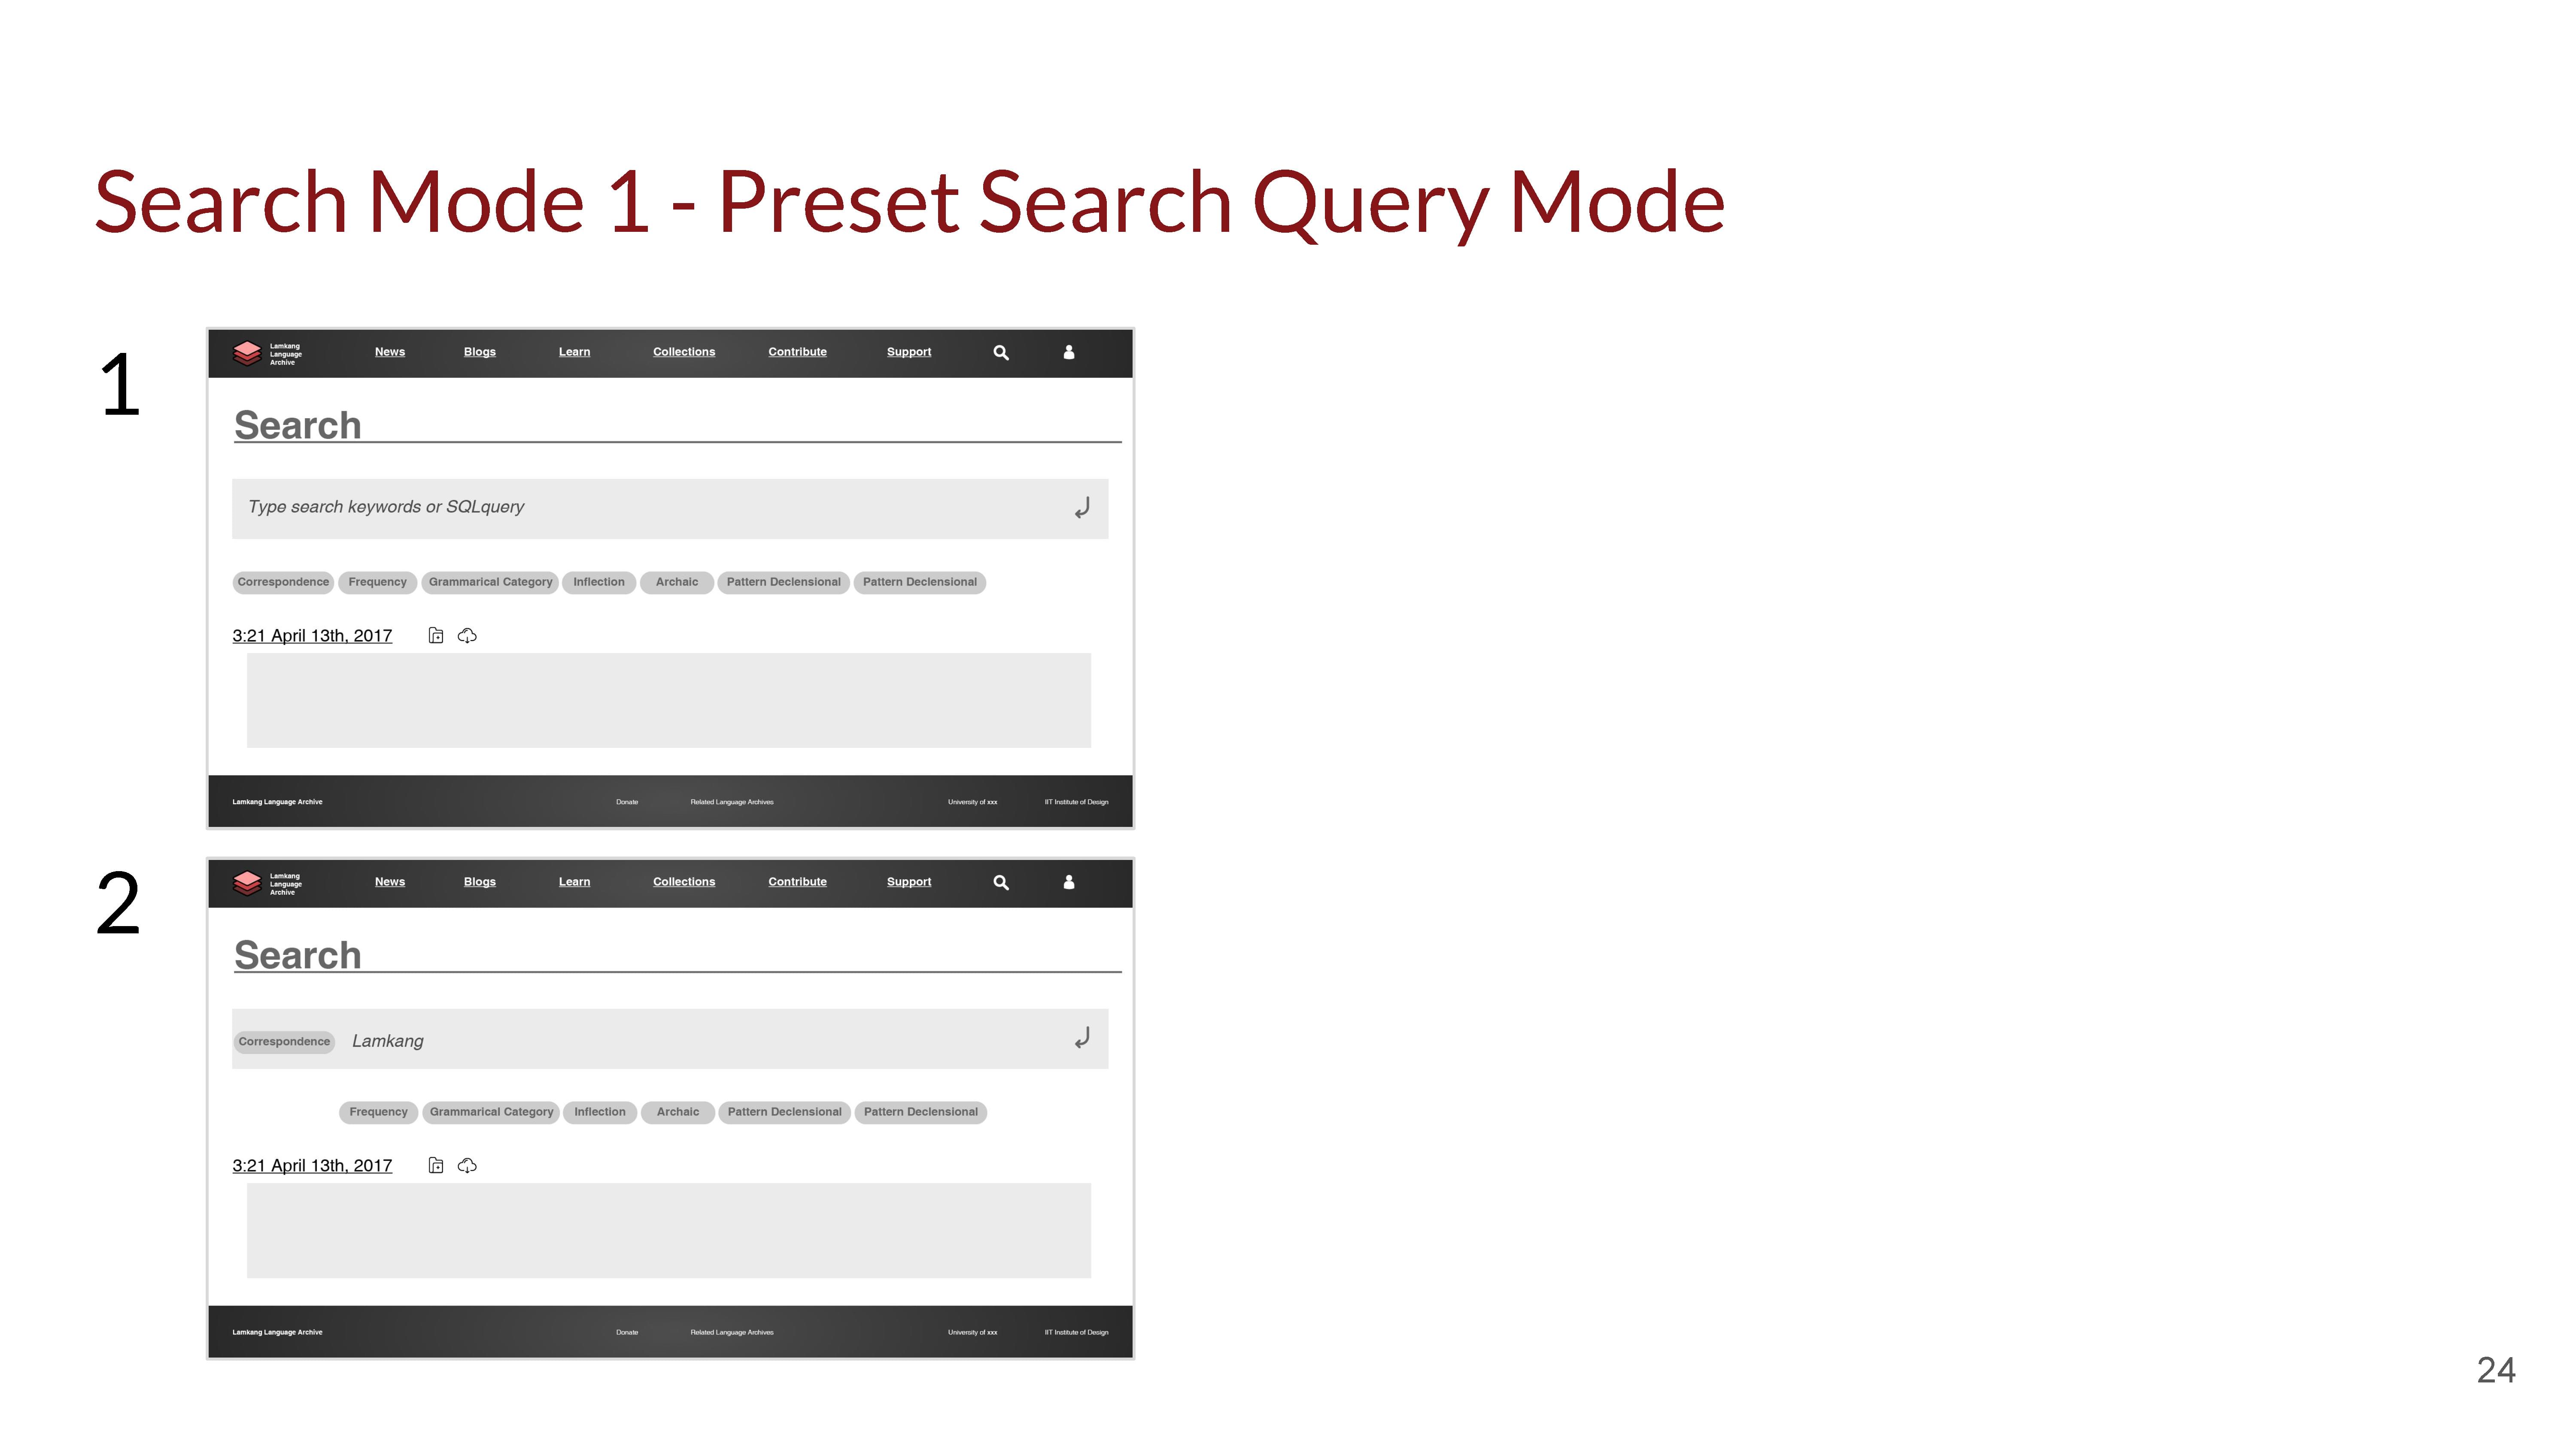 Search Mode 1 - Preset Search Query Mode
1
Lamkang
Language
Archive
News Blogs Learn Collections Contribute Support
Search
Type search keywords or SQLquery
Correspondence Frequency Grammarical Category Inflection Archaic Pattern Declensional Pattern Declensional
3:21 April 13th, 2017
Lamkang Language Archive Donate Related Language Archives University of xxx IIT Institute of Design
2
Lamkang
Language
Archive
News Blogs Learn Collections Contribute Support
Search
Correspondence Lamkang
Frequency Grammarical Category Inflection Archaic Pattern Declensional Pattern Declensional
3:21 April 13th, 2017
Lamkang Language Archive Donate Related Language Archives University of xxx IIT Institute of Design
24